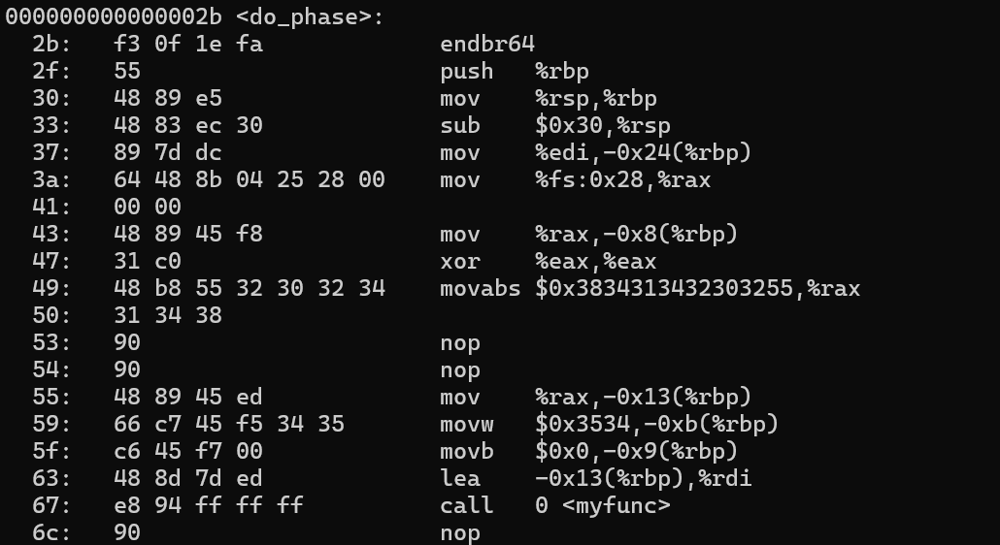 000000000000002b <do_phase>:
  2b:	f3 0f 1e fa          	endbr64
  2f:	55                   	push   %rbp
  30:	48 89 e5             	mov    %rsp,%rbp
  33:	48 83 ec 30          	sub    $0x30,%rsp
  37:	89 7d dc             	mov    %edi,-0x24(%rbp)
  3a:	64 48 8b 04 25 28 00 	mov    %fs:0x28,%rax
  41:	00 00
  43:	48 89 45 f8          	mov    %rax,-0x8(%rbp)
  47:	31 c0                	xor    %eax,%eax
  49:	48 b8 55 32 30 32 34 	movabs $0x3834313432303255,%rax
  50:	31 34 38
  53:	90                   	nop
  54:	90                   	nop
  55:	48 89 45 ed          	mov    %rax,-0x13(%rbp)
  59:	66 c7 45 f5 34 35    	movw   $0x3534,-0xb(%rbp)
  5f:	c6 45 f7 00          	movb   $0x0,-0x9(%rbp)
  63:	48 8d 7d ed          	lea    -0x13(%rbp),%rdi
  67:	e8 94 ff ff ff       	call   0 <myfunc>
  6c:	90                   	nop